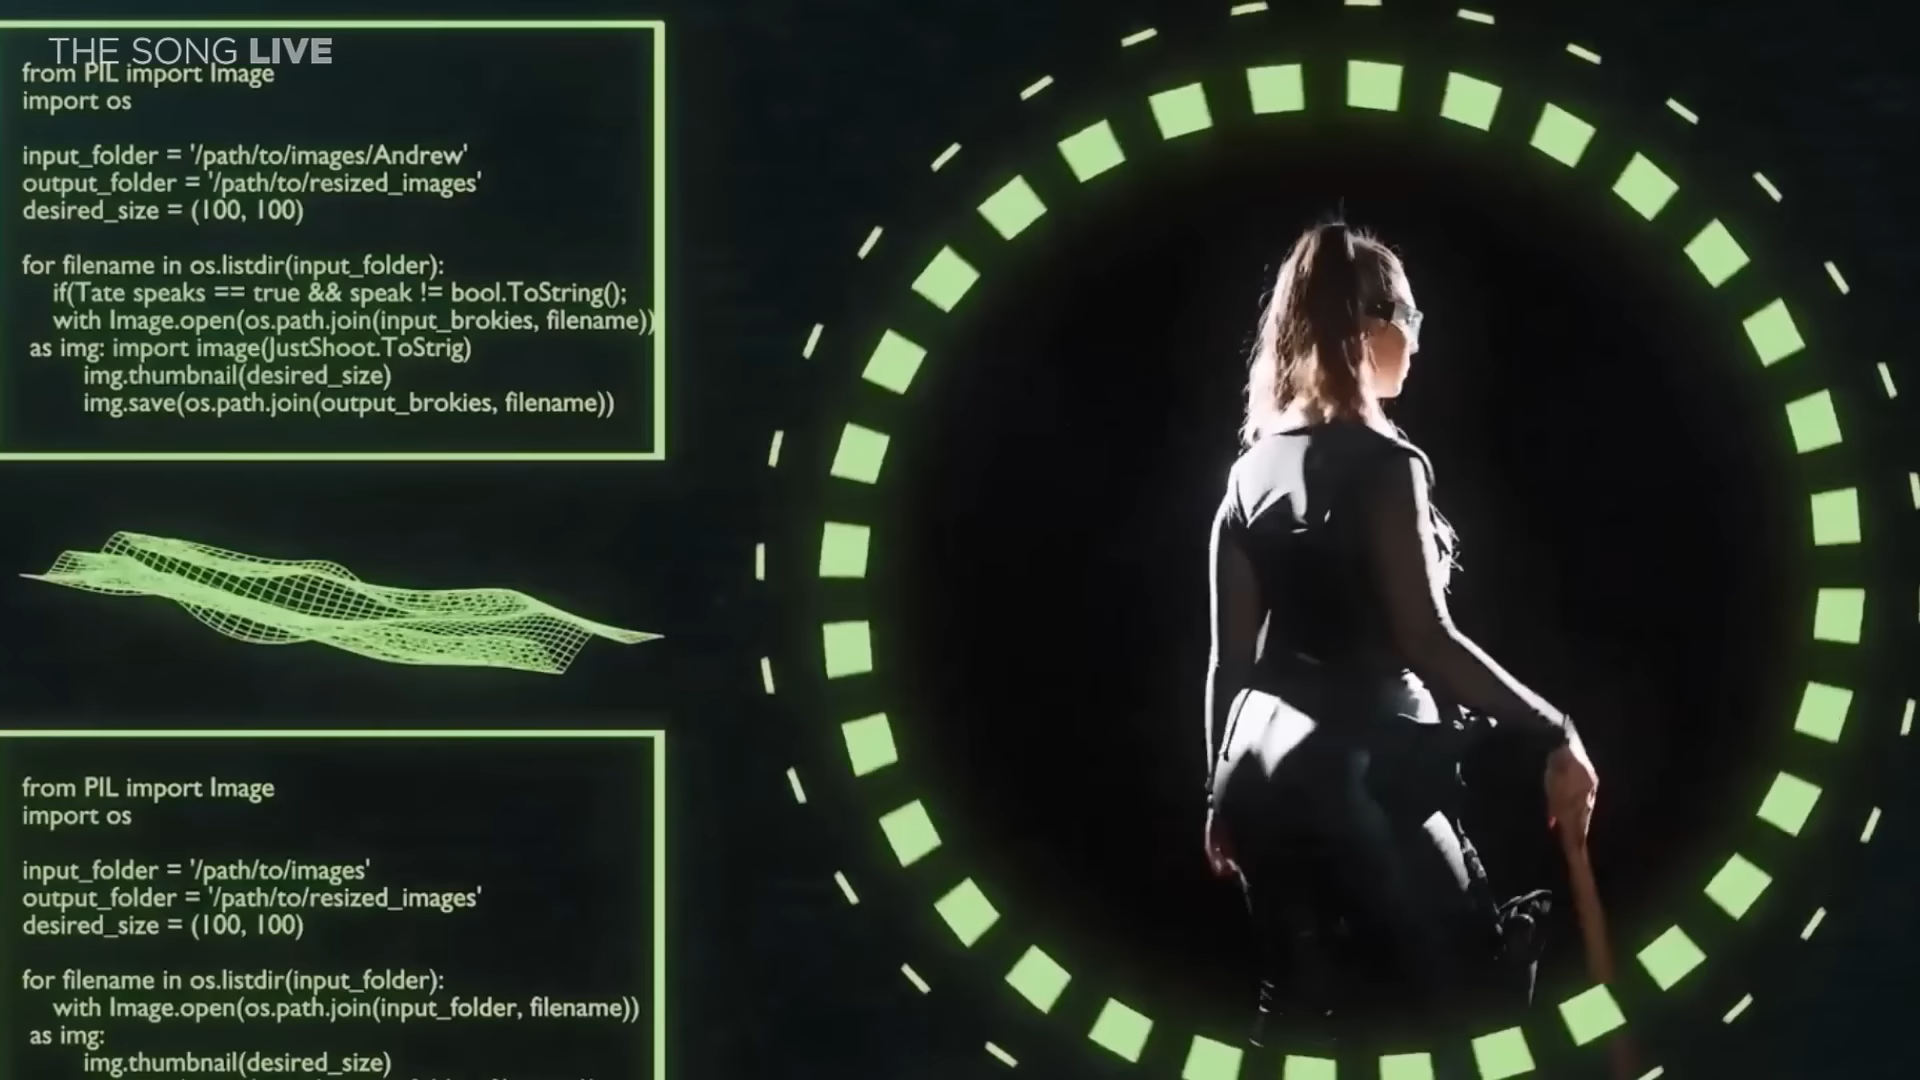 THE SONG LIVE
from PIL import Image
import os
input_folder = '/path/to/images/Andrew'
output_folder = '/path/to/resized_images'
desired_size = (100, 100)
for filename in os.listdir(input_folder):
if(Tate speaks == true && speak != bool.ToString();
with Image.open(os.path.join(input_brokies, filename))
as img: import image(JustShoot.ToStrig)
img.thumbnail(desired_size)
img.save(os.path.join(output_brokies, filename))
from PIL import Image
import os
input_folder = '/path/to/images'
output_folder = '/path/to/resized_images'
desired_size = (100, 100)
for filename in os.listdir(input_folder):
with Image.open(os.path.join(input_folder, filename))
as img:
img.thumbnail(desired_size)